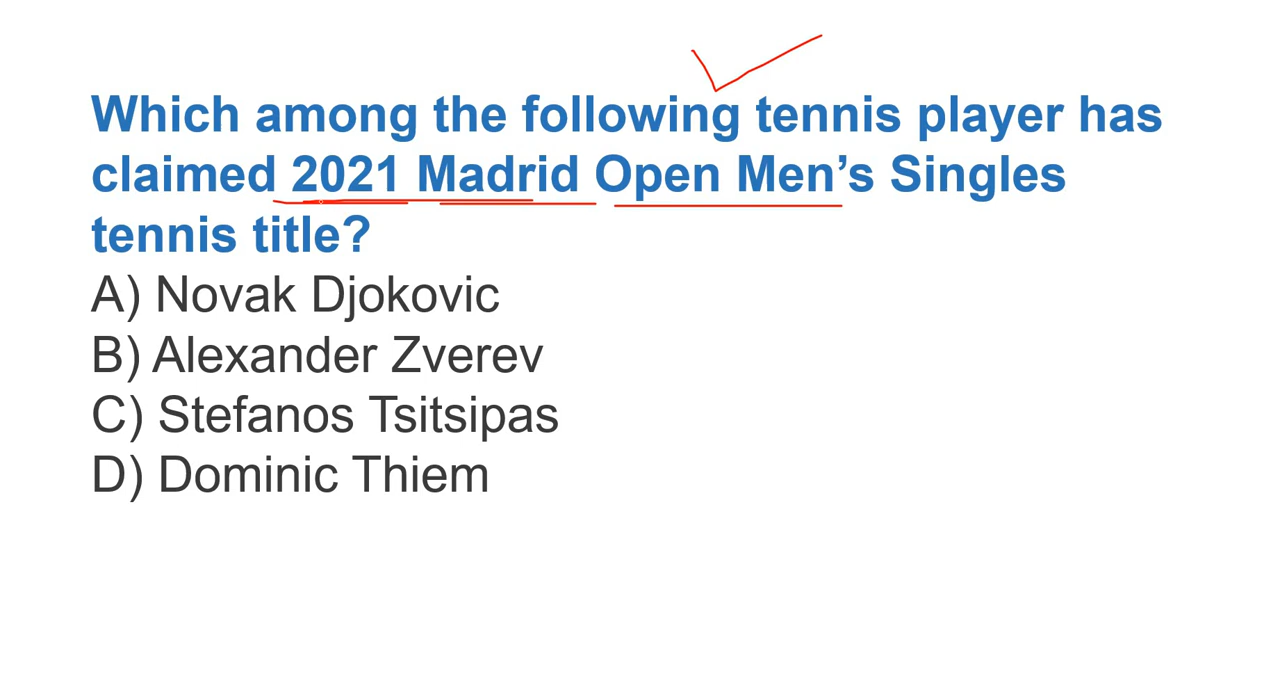 Which among the following tennis player has
claimed 2021 Madrid Open Men’s Singles
tennis title?
A) Novak Djokovic
B) Alexander Zverev
C) Stefanos Tsitsipas
D) Dominic Thiem